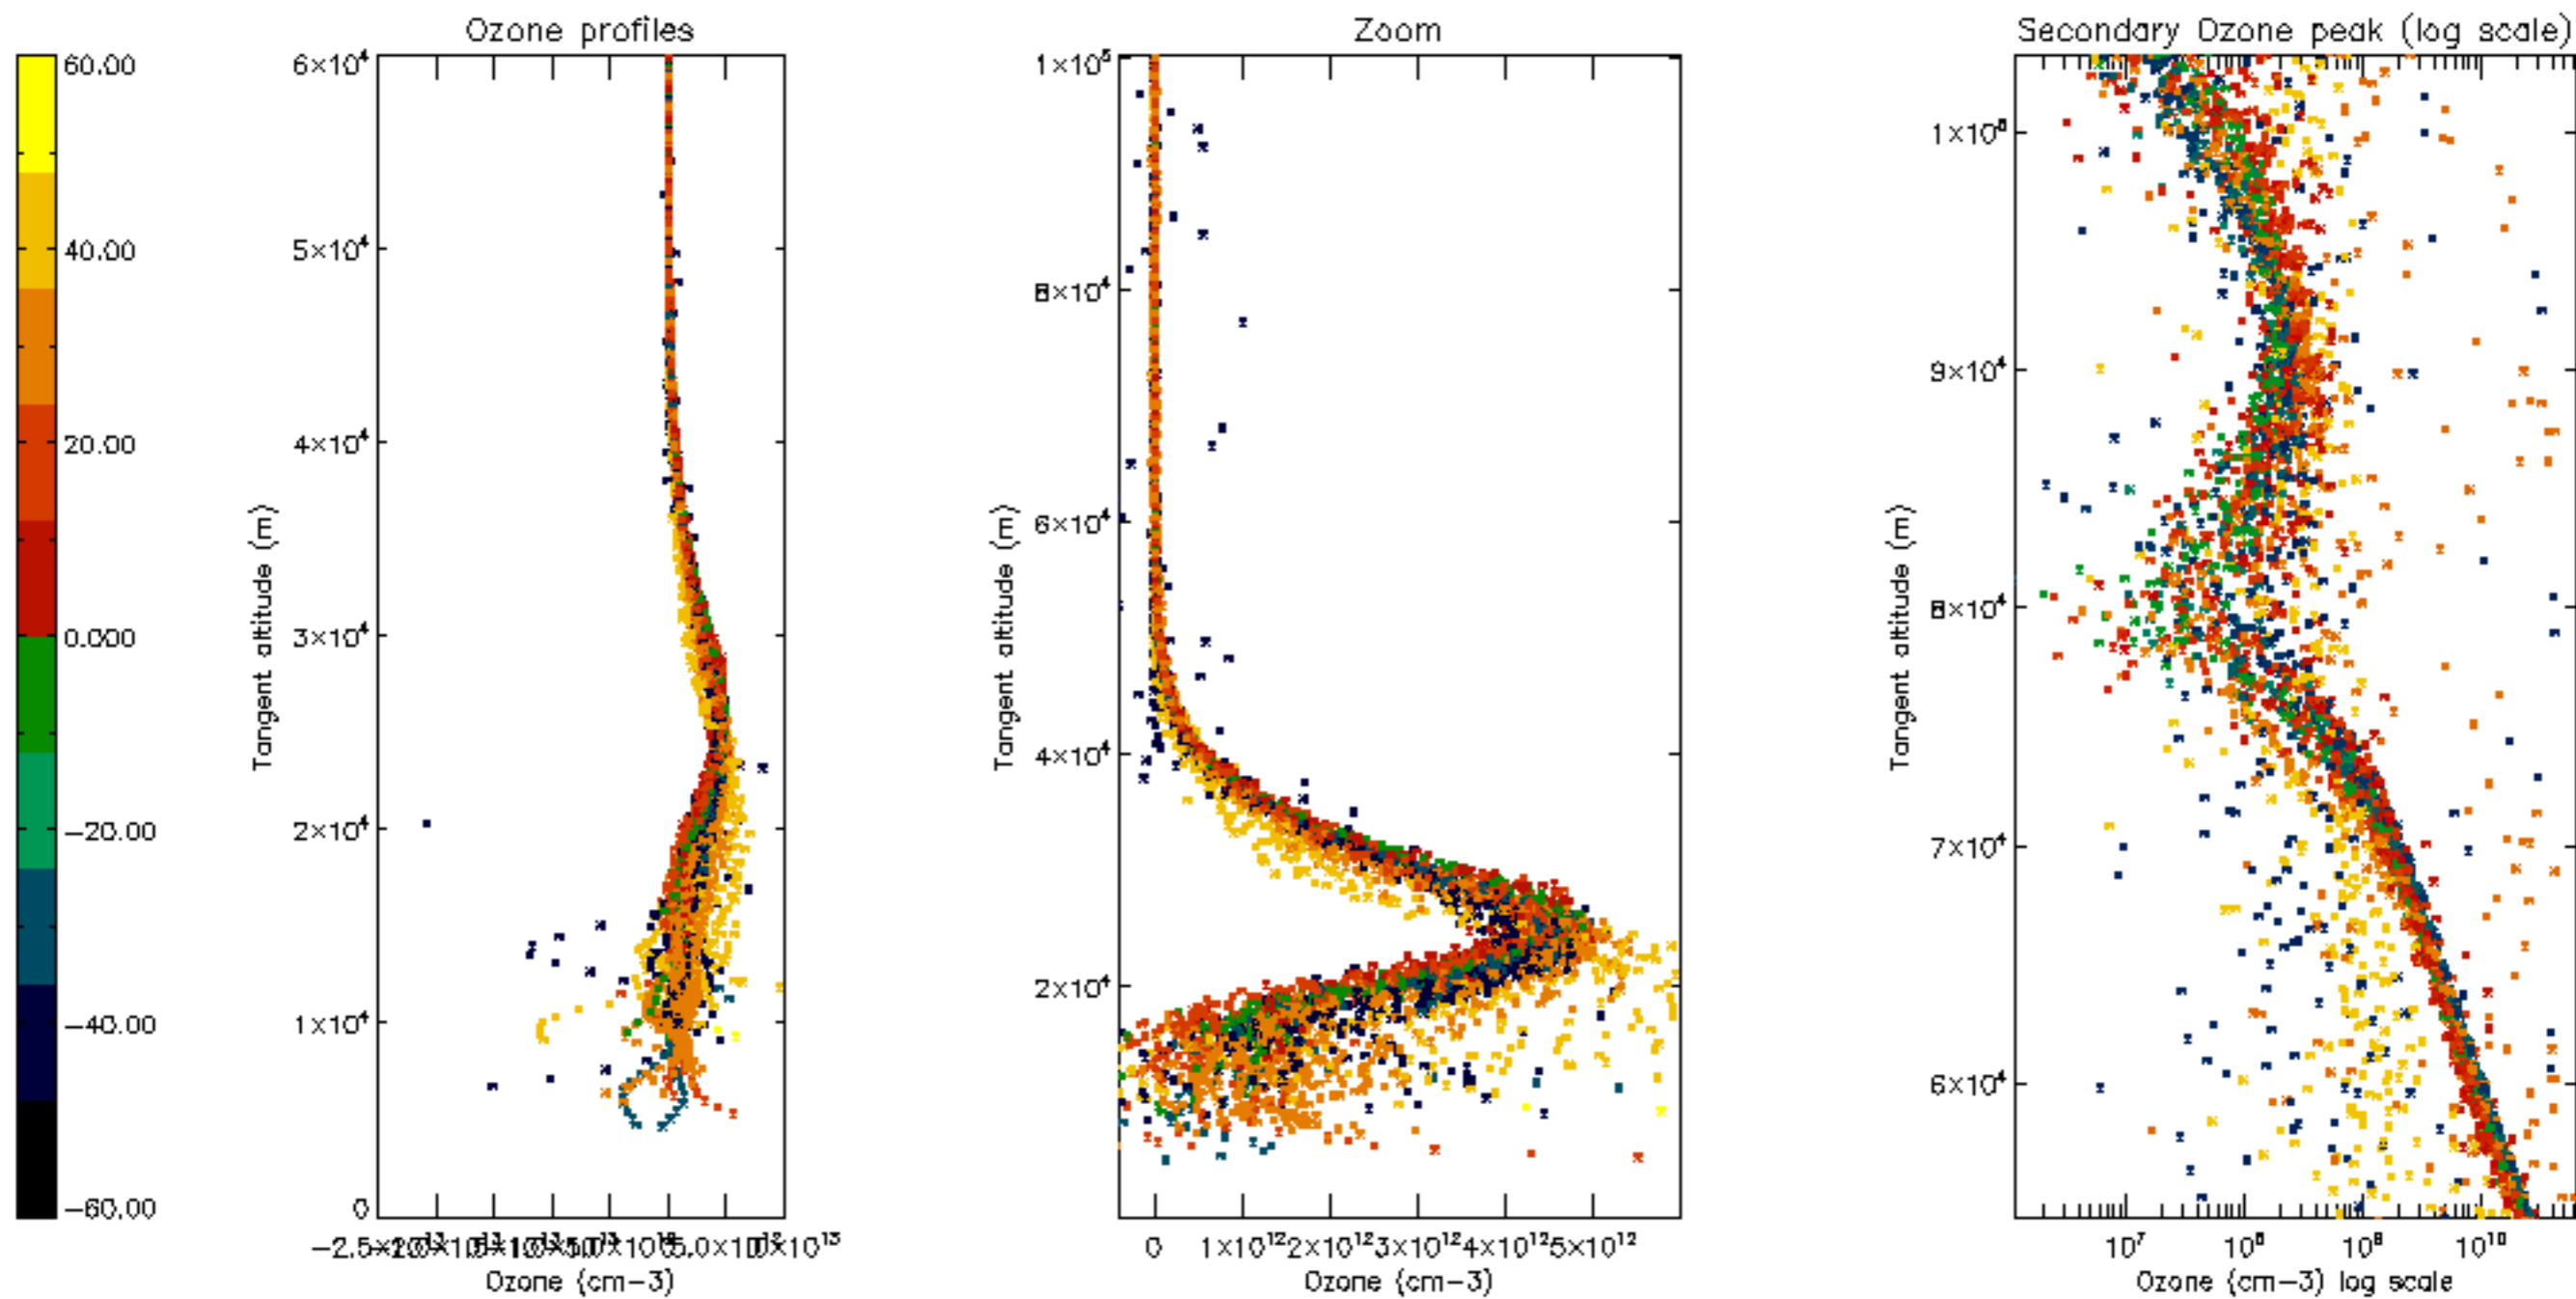 Ozone profiles
Zoom
Secondary Ozone peak (log scale)
60.00
40.00
20.00
0.000
−20.00
−40.00
−60.00
Tangent altitude (m)
6×10⁴
5×10⁴
4×10⁴
3×10⁴
2×10⁴
1×10⁴
0
Ozone (cm−3)
Tangent altitude (m)
1×10⁵
8×10⁴
6×10⁴
4×10⁴
2×10⁴
0 1×10¹² 2×10¹² 3×10¹² 4×10¹² 5×10¹²
Ozone (cm−3)
Tangent altitude (m)
9×10⁴
8×10⁴
7×10⁴
6×10⁴
10⁷ 10⁸ 10⁹ 10¹⁰
Ozone (cm−3) log scale